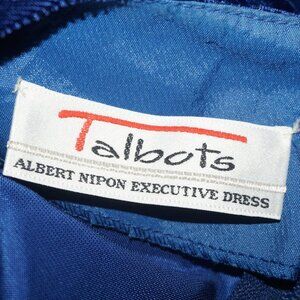 Talbots
ALBERT NIPON EXECUTIVE DRESS